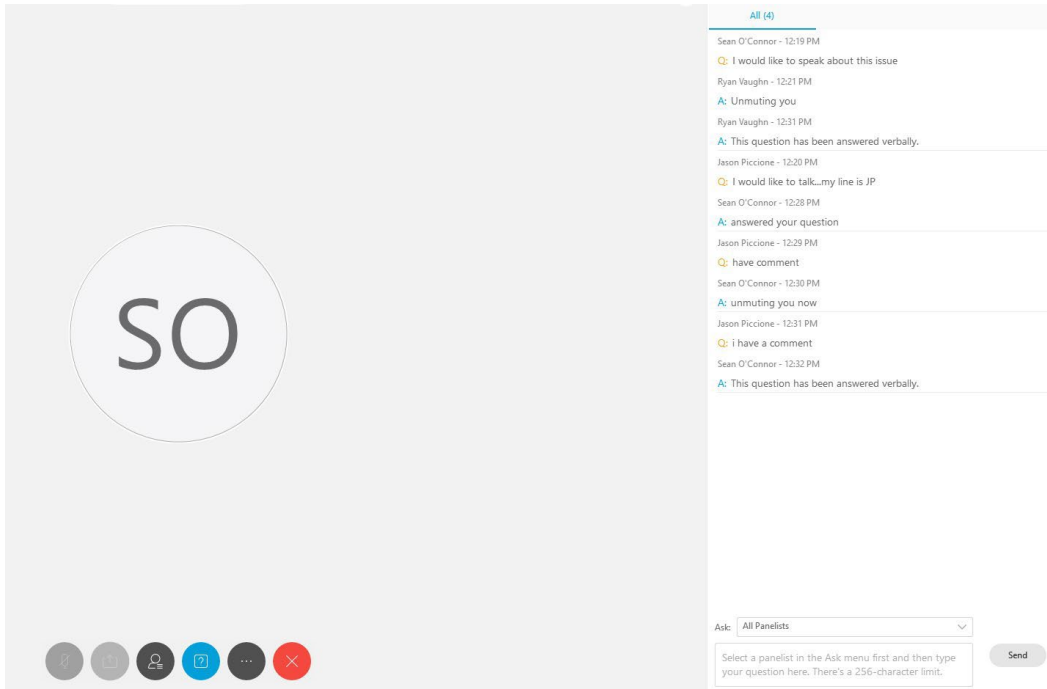 All (4)
Sean O'Connor - 12:19 PM
Q: I would like to speak about this issue
Ryan Vaughn - 12:21 PM
A: Unmuting you
Ryan Vaughn - 12:31 PM
A: This question has been answered verbally.
Jason Piccione - 12:20 PM
Q: I would like to talk...my line is JP
Sean O'Connor - 12:28 PM
A: answered your question
Jason Piccione - 12:29 PM
Q: have comment
Sean O'Connor - 12:30 PM
A: unmuting you now
Jason Piccione - 12:31 PM
Q: i have a comment
Sean O'Connor - 12:32 PM
A: This question has been answered verbally.
SO
Ask: All Panelists
Select a panelist in the Ask menu first and then type
your question here. There's a 256-character limit.
Send